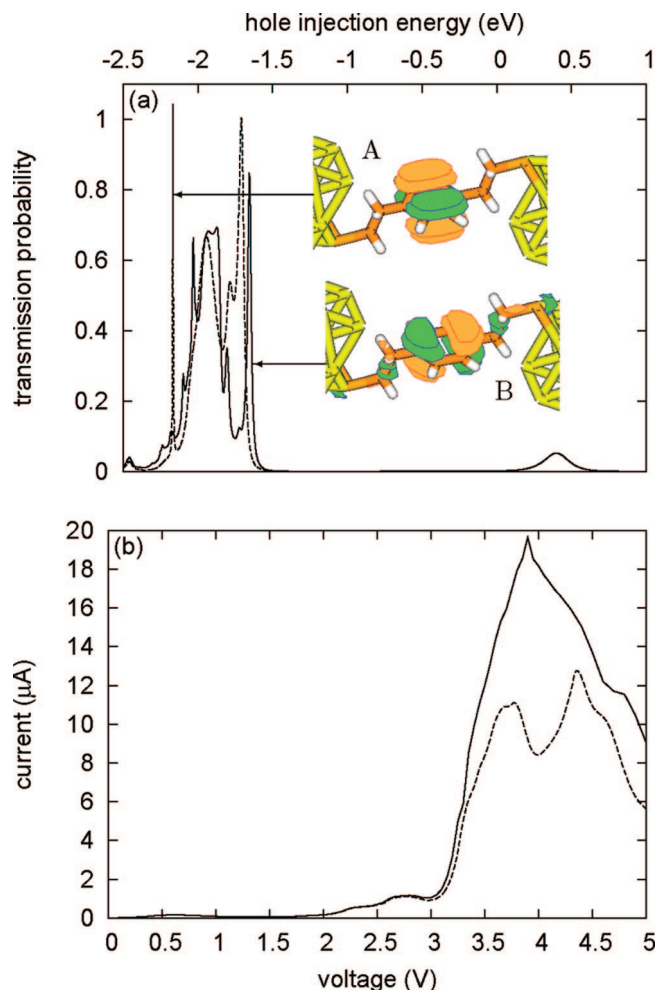 hole injection energy (eV)
-2.5 -2 -1.5 -1 -0.5 0 0.5 1
(a)
transmission probability
1
0.8
0.6
0.4
0.2
0
A
B
(b)
current (μA)
20
18
16
14
12
10
8
6
4
2
0
0 0.5 1 1.5 2 2.5 3 3.5 4 4.5 5
voltage (V)